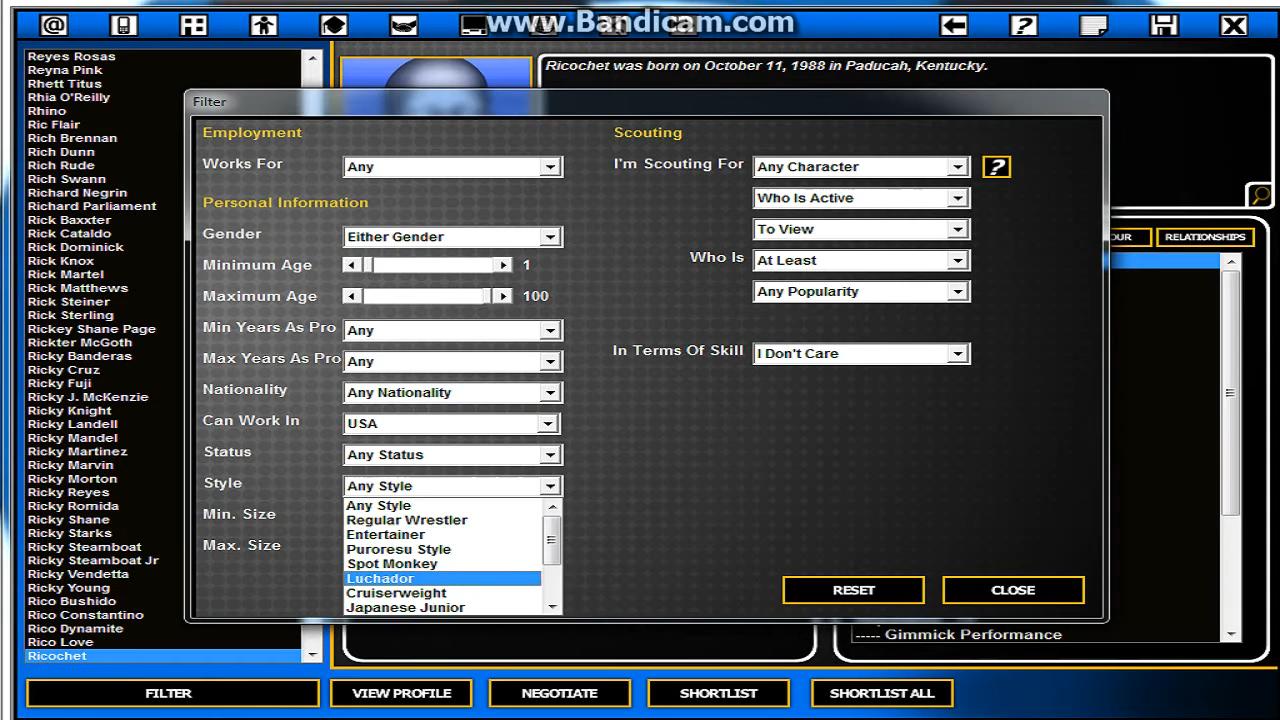 www.Bandicam.com
Reyes Rosas
Reyna Pink
Rhett Titus
Rhia O'Reilly
Rhino
Ric Flair
Rich Brennan
Rich Dunn
Rich Rude
Rich Swann
Richard Negrin
Richard Parliament
Rick Baxxter
Rick Cataldo
Rick Dominick
Rick Knox
Rick Martel
Rick Matthews
Rick Steiner
Rick Sterling
Rickey Shane Page
Rickter McGoth
Ricky Banderas
Ricky Cruz
Ricky Fuji
Ricky J. McKenzie
Ricky Knight
Ricky Landell
Ricky Mandel
Ricky Martinez
Ricky Marvin
Ricky Morton
Ricky Reyes
Ricky Romida
Ricky Shane
Ricky Starks
Ricky Steamboat
Ricky Steamboat Jr
Ricky Vendetta
Ricky Young
Rico Bushido
Rico Constantino
Rico Dynamite
Rico Love
Ricochet
Ricochet was born on October 11, 1988 in Paducah, Kentucky.
OUR
RELATIONSHIPS
Filter
Employment
Works For Any
Personal Information
Gender Either Gender
Minimum Age 1
Maximum Age 100
Min Years As Pro Any
Max Years As Pro Any
Nationality Any Nationality
Can Work In USA
Status Any Status
Style Any Style
Any Style
Regular Wrestler
Entertainer
Puroresu Style
Spot Monkey
Luchador
Cruiserweight
Japanese Junior
Min. Size
Max. Size
Scouting
I'm Scouting For Any Character ?
Who Is Active
To View
Who Is At Least
Any Popularity
In Terms Of Skill I Don't Care
RESET
CLOSE
----- Gimmick Performance
FILTER
VIEW PROFILE
NEGOTIATE
SHORTLIST
SHORTLIST ALL